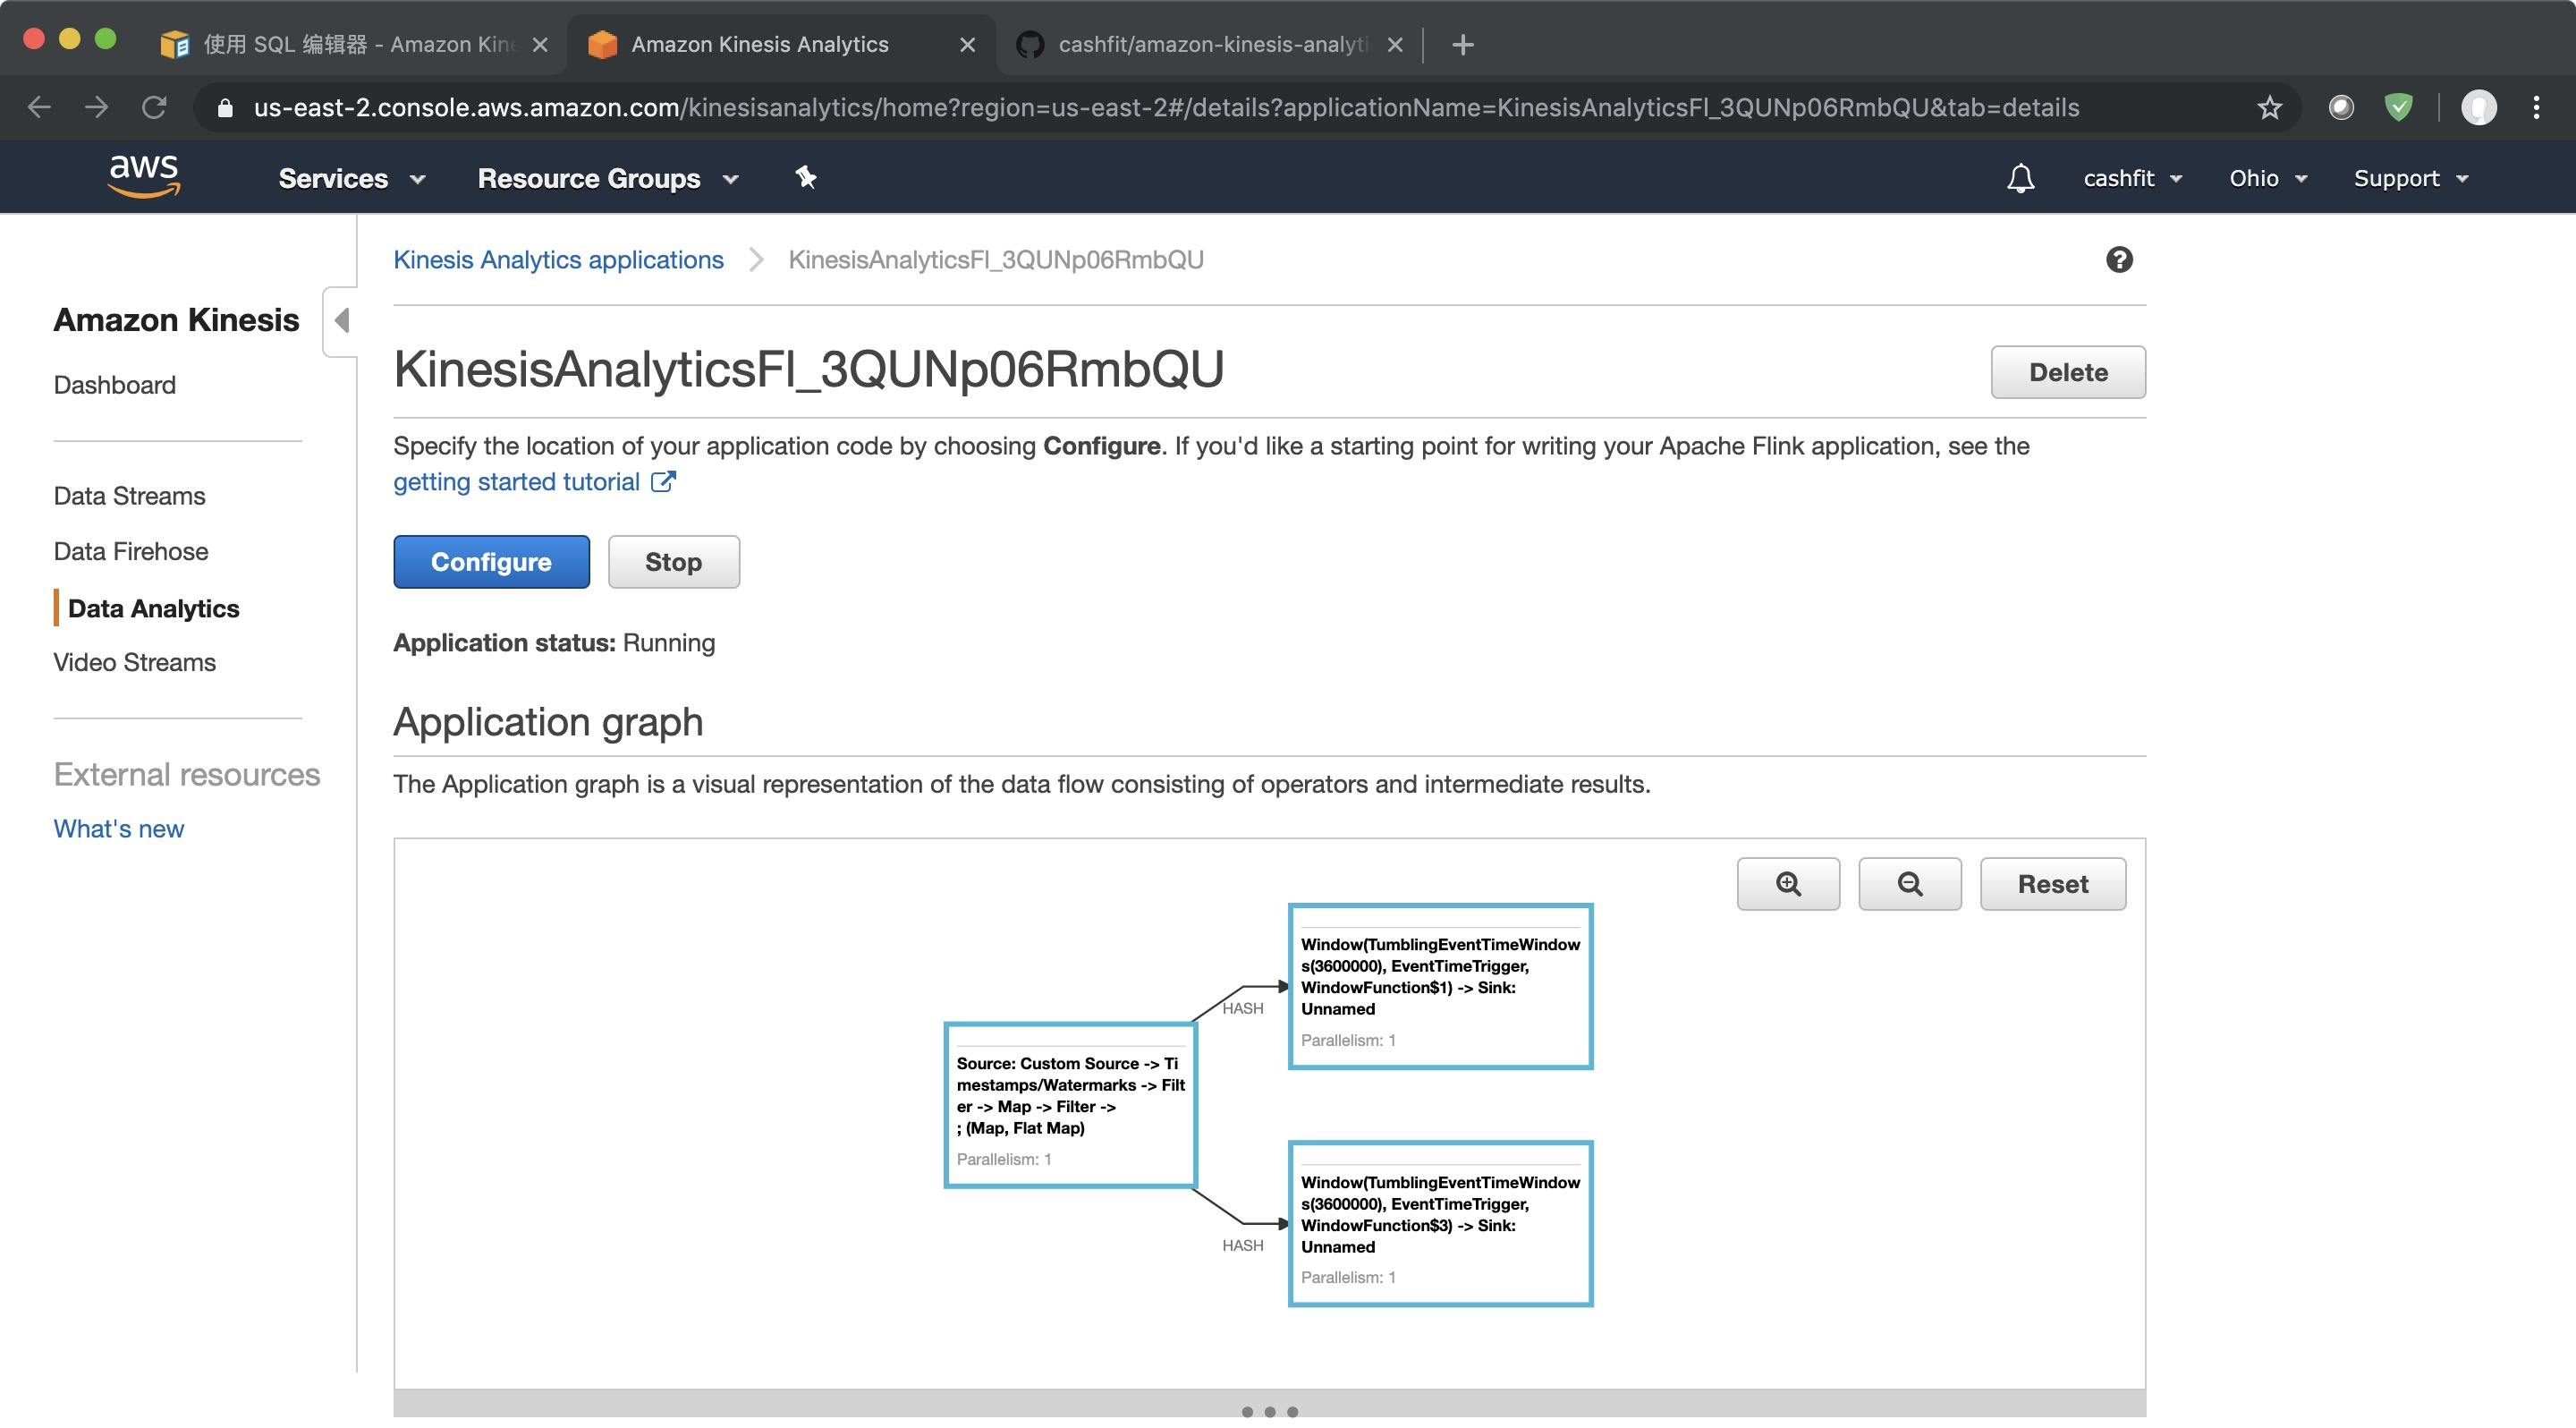 使用 SQL 编辑器 - Amazon Kine
Amazon Kinesis Analytics
cashfit/amazon-kinesis-analyti
us-east-2.console.aws.amazon.com/kinesisanalytics/home?region=us-east-2#/details?applicationName=KinesisAnalyticsFl_3QUNp06RmbQU&tab=details
aws
Services
Resource Groups
cashfit
Ohio
Support
Kinesis Analytics applications
KinesisAnalyticsFl_3QUNp06RmbQU
Amazon Kinesis
Dashboard
Data Streams
Data Firehose
Data Analytics
Video Streams
External resources
What's new
KinesisAnalyticsFl_3QUNp06RmbQU
Delete
Specify the location of your application code by choosing Configure. If you'd like a starting point for writing your Apache Flink application, see the
getting started tutorial
Configure
Stop
Application status: Running
Application graph
The Application graph is a visual representation of the data flow consisting of operators and intermediate results.
Reset
Source: Custom Source -> Ti
mestamps/Watermarks -> Filt
er -> Map -> Filter ->
; (Map, Flat Map)
Parallelism: 1
HASH
Window(TumblingEventTimeWindow
s(3600000), EventTimeTrigger,
WindowFunction$1) -> Sink:
Unnamed
Parallelism: 1
HASH
Window(TumblingEventTimeWindow
s(3600000), EventTimeTrigger,
WindowFunction$3) -> Sink:
Unnamed
Parallelism: 1